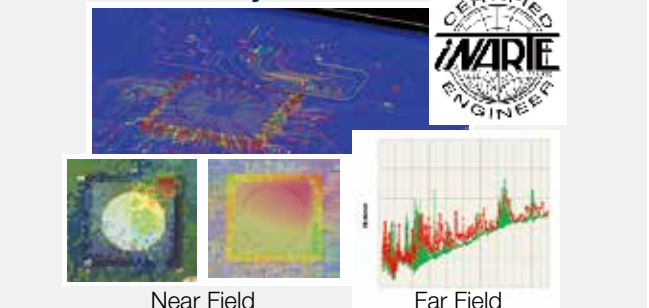 CERTIFIED
iNARTE
ENGINEER
Near Field
Far Field